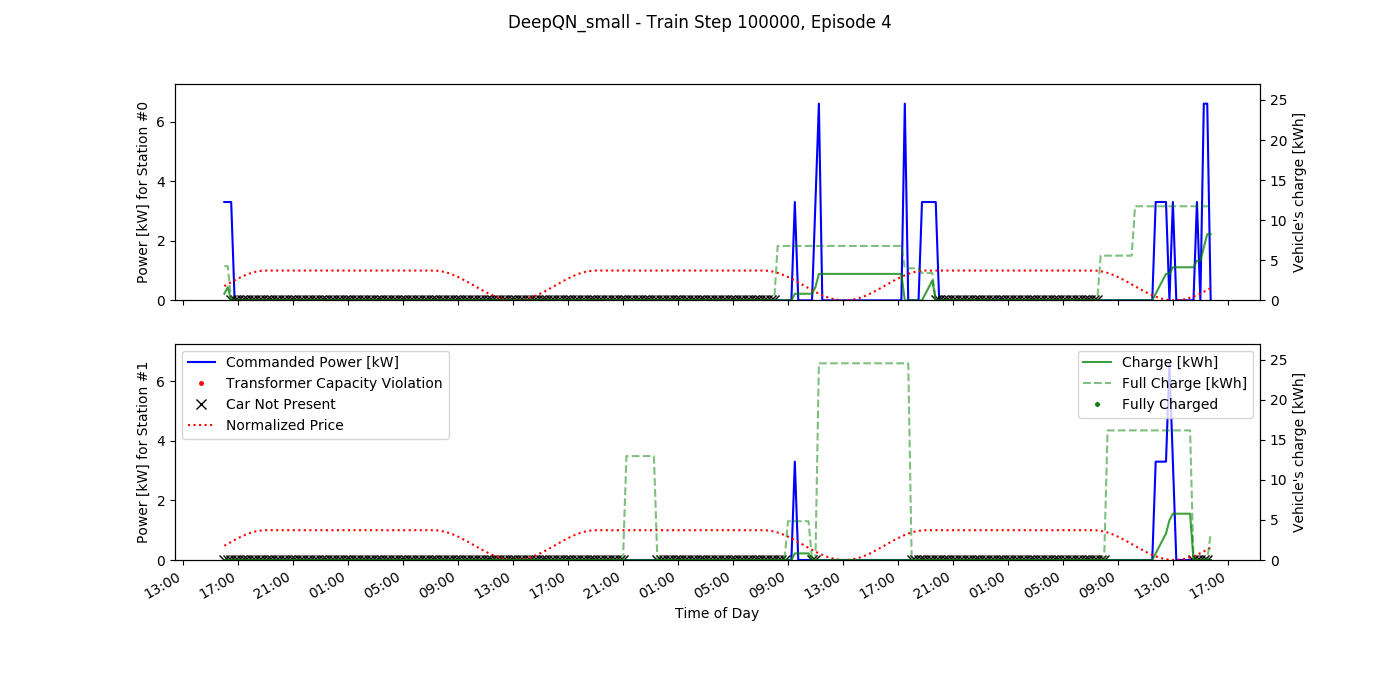 DeepQN_small - Train Step 100000, Episode 4
Power [kW] for Station #0
6
4
2
0
25
20
15
10
5
0
Vehicle's charge [kWh]
Power [kW] for Station #1
6
4
2
0
Commanded Power [kW]
Transformer Capacity Violation
Car Not Present
Normalized Price
Charge [kWh]
Full Charge [kWh]
Fully Charged
25
20
15
10
5
0
Vehicle's charge [kWh]
13:00 17:00 21:00 01:00 05:00 09:00 13:00 17:00 21:00 01:00 05:00 09:00 13:00 17:00 21:00 01:00 05:00 09:00 13:00 17:00
Time of Day